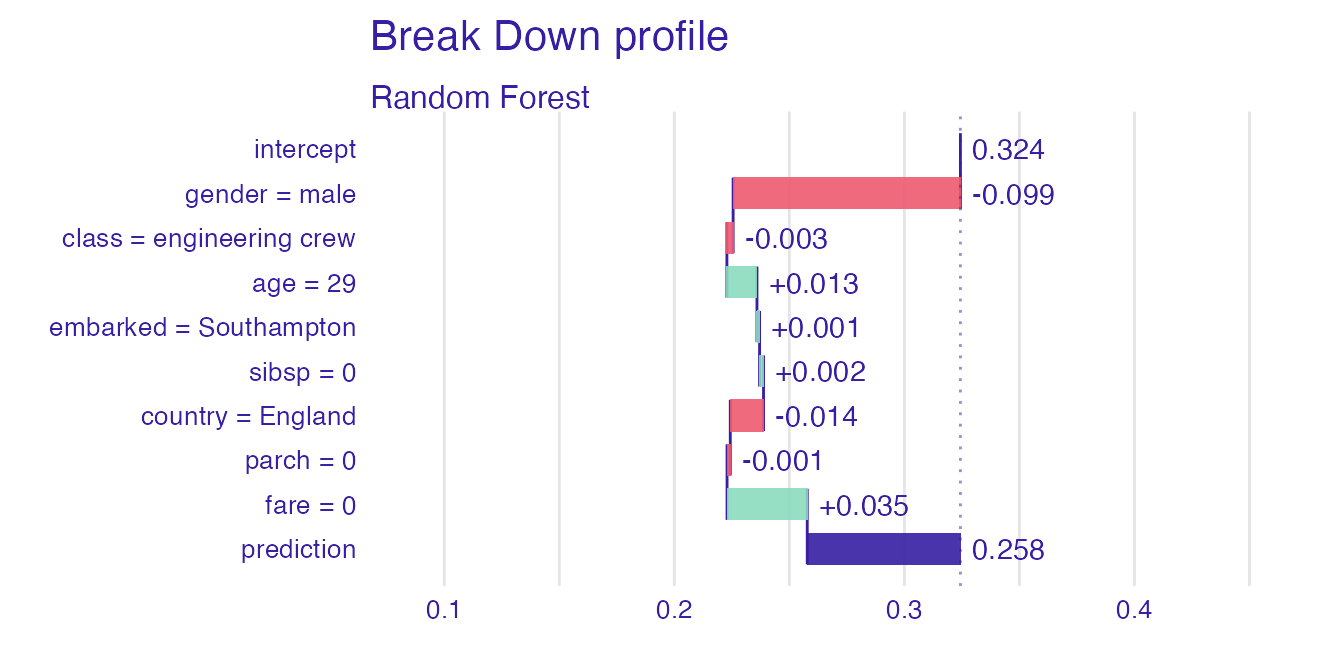 Break Down profile
Random Forest
intercept 0.324
gender = male -0.099
class = engineering crew -0.003
age = 29 +0.013
embarked = Southampton +0.001
sibsp = 0 +0.002
country = England -0.014
parch = 0 -0.001
fare = 0 +0.035
prediction 0.258
0.1 0.2 0.3 0.4